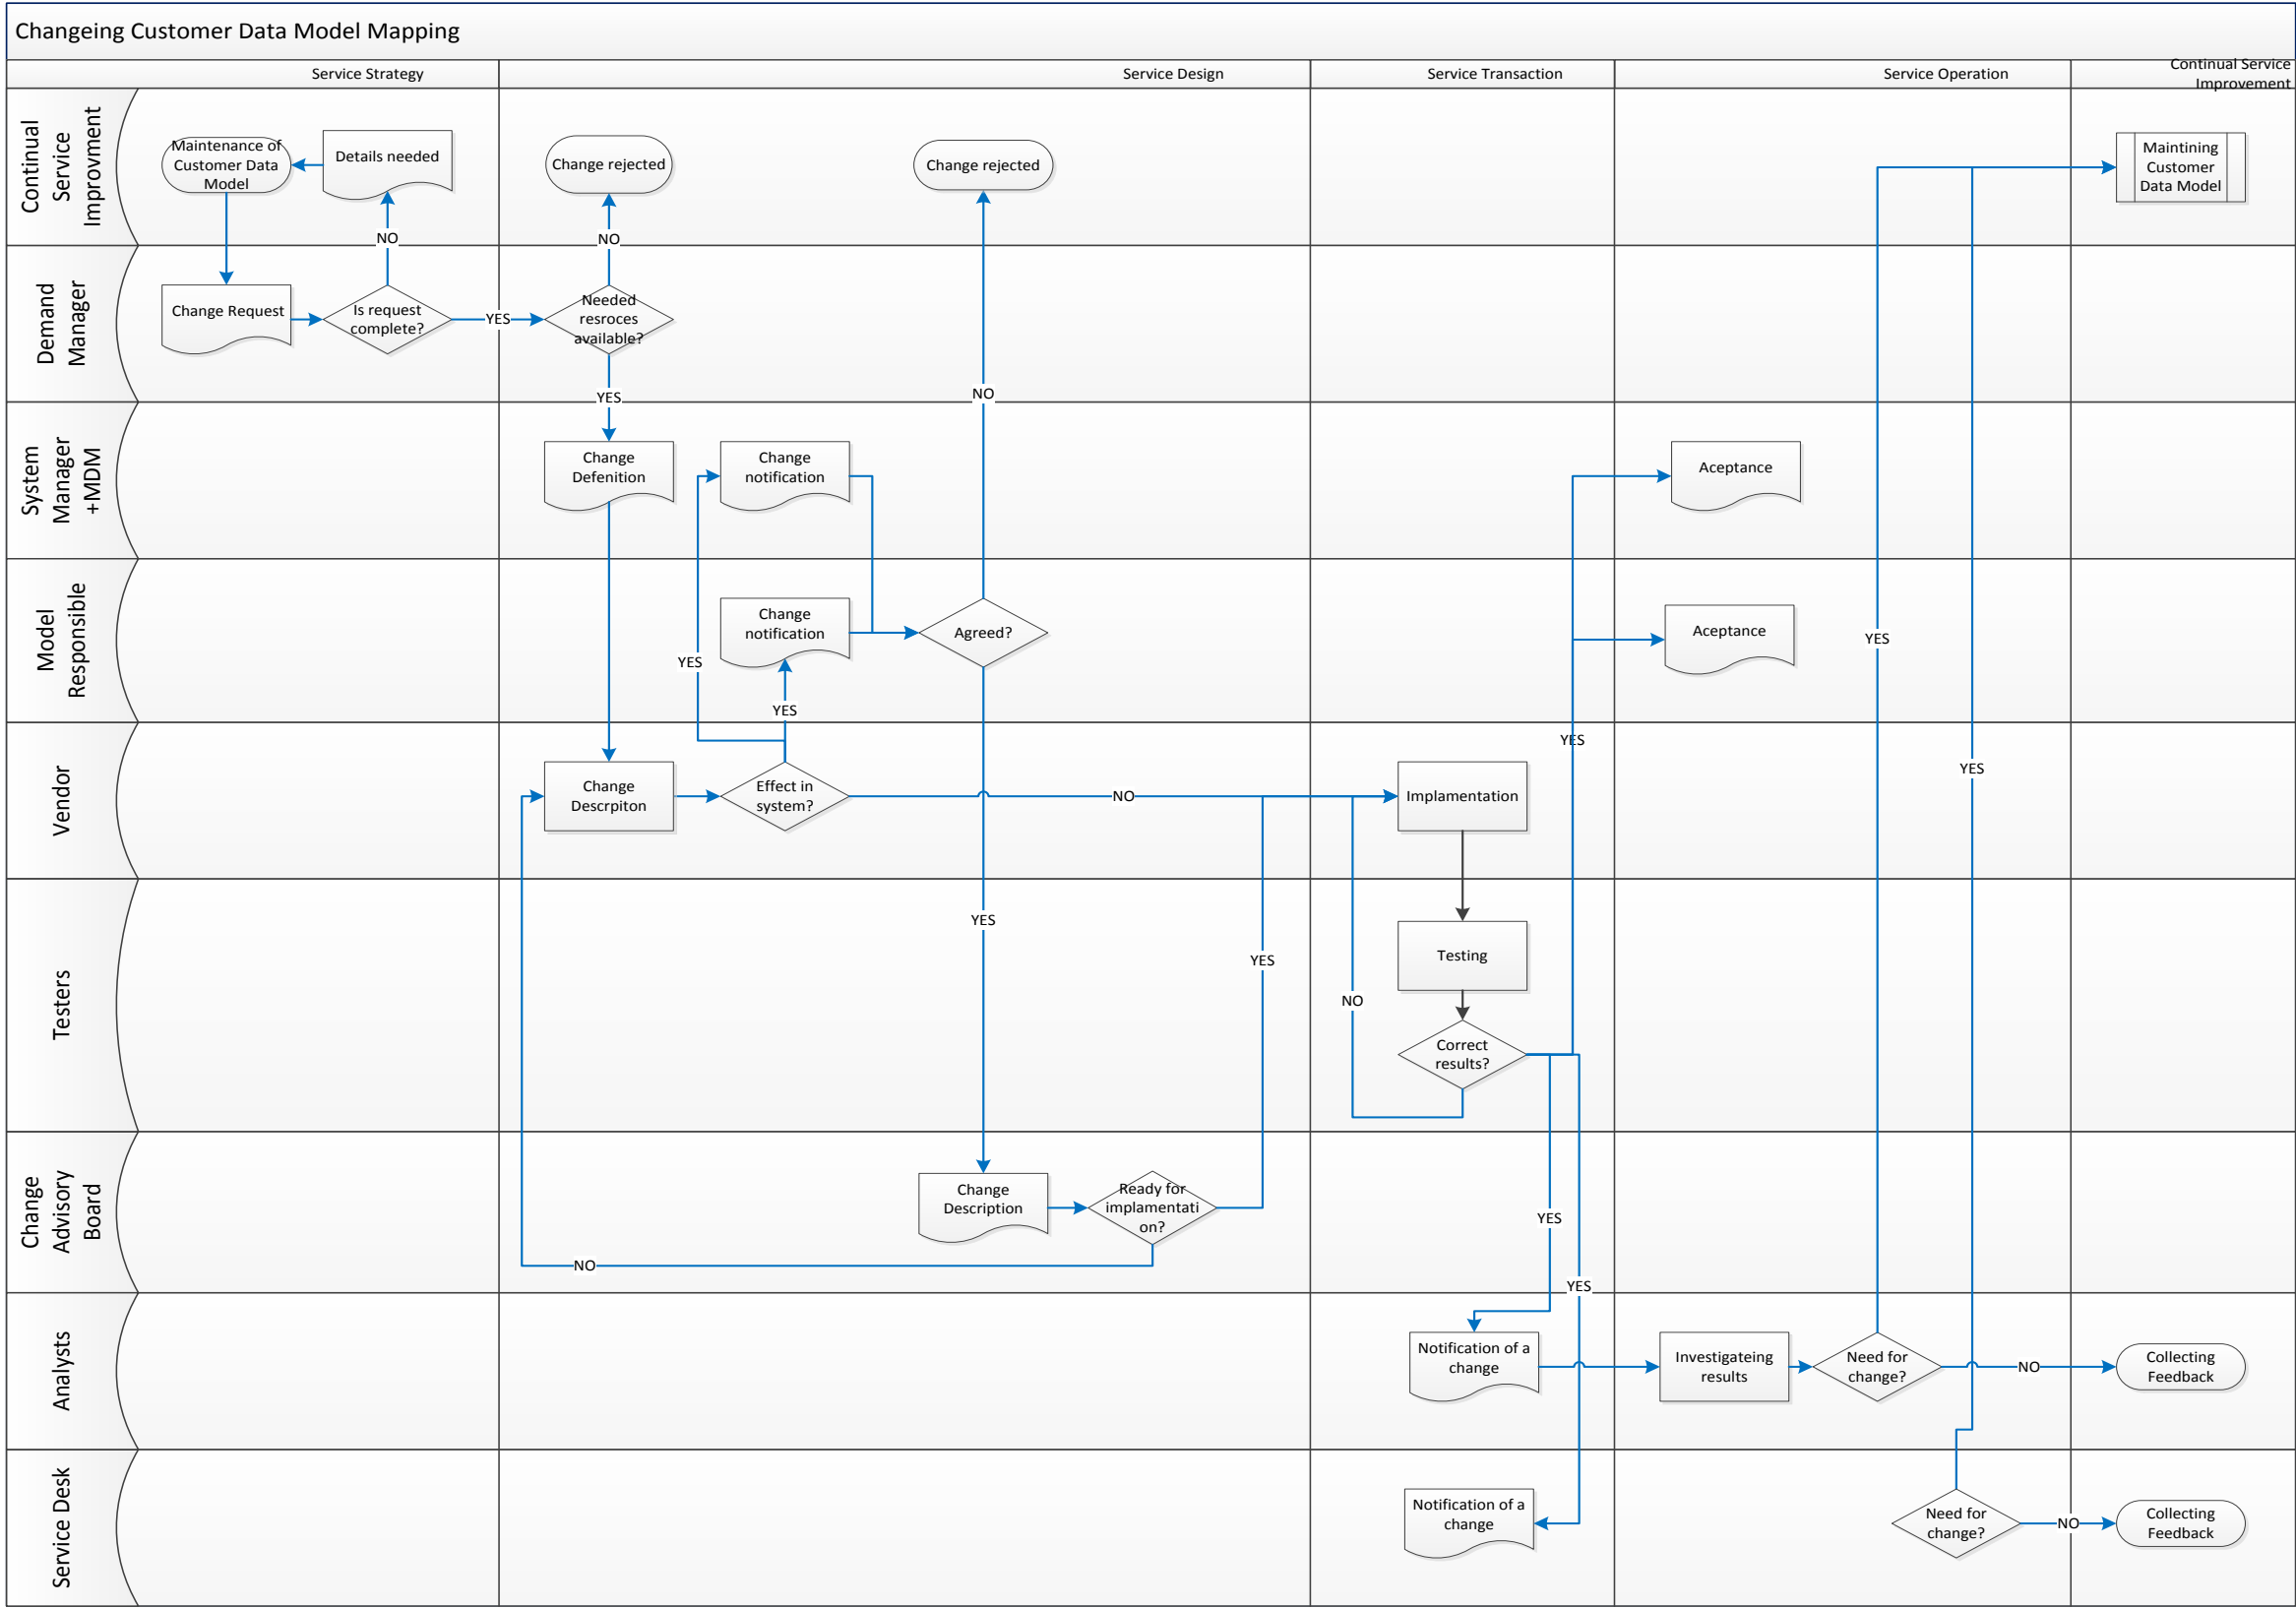 Changeing Customer Data Model Mapping
Service Strategy
Service Design
Service Transaction
Service Operation
Continual Service
Improvement
Continual
Service
Improvment
Maintenance of
Customer Data
Model
Details needed
Change rejected
Change rejected
Maintining
Customer
Data Model
NO
NO
Demand
Manager
Change Request
Is request
complete?
YES
Needed
resroces
available?
YES
NO
System
Manager
+MDM
Change
Defenition
Change
notification
Aceptance
Model
Responsible
Change
notification
Agreed?
Aceptance
YES
YES
YES
YES
Vendor
Change
Descrpiton
Effect in
system?
NO
Implamentation
YES
Testers
YES
YES
Testing
NO
Correct
results?
Change
Advisory
Board
Change
Description
Ready for
implamentati
on?
NO
YES
YES
Analysts
Notification of a
change
Investigateing
results
Need for
change?
NO
Collecting
Feedback
Service Desk
Notification of a
change
Need for
change?
NO
Collecting
Feedback